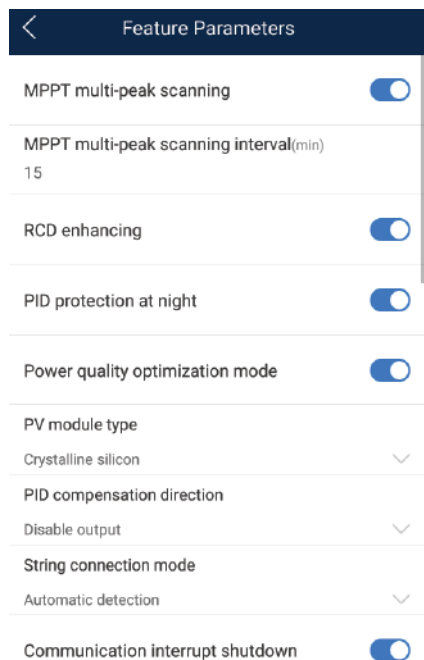 Feature Parameters
MPPT multi-peak scanning
MPPT multi-peak scanning interval(min)
15
RCD enhancing
PID protection at night
Power quality optimization mode
PV module type
Crystalline silicon
PID compensation direction
Disable output
String connection mode
Automatic detection
Communication interrupt shutdown